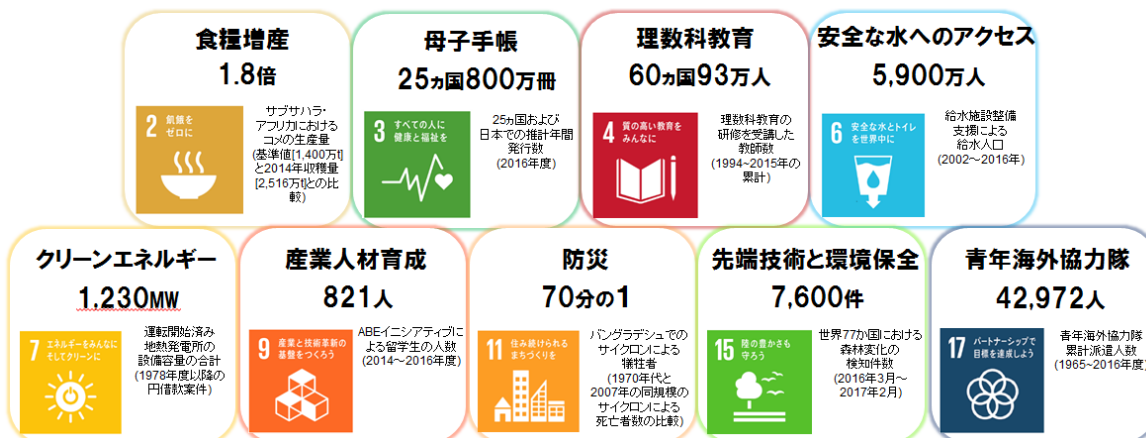 食糧増産
1.8倍
2 飢餓を
ゼロに
サブサハラ・
アフリカにおける
コメの生産量
(基準値[1,400万t]
と2014年収穫量
[2,516万t]との比
較)
母子手帳
25ヵ国800万冊
3 すべての人に
健康と福祉を
25ヵ国および
日本での推計年間
発行数
(2016年度)
理数科教育
60ヵ国93万人
4 質の高い教育を
みんなに
理数科教育の
研修を受講した
教師数
(1994~2015年の
累計)
安全な水へのアクセス
5,900万人
6 安全な水とトイレ
を世界中に
給水施設整備
支援による
給水人口
(2002～2016年)
クリーンエネルギー
1,230MW
7 エネルギーをみんなに
そしてクリーンに
運転開始済み
地熱発電所の
設備容量の合計
(1978年度以降の
円借款案件)
産業人材育成
821人
9 産業と技術革新の
基盤をつくろう
ABEイニシアティブに
よる留学生の人数
(2014～2016年度)
防災
70分の1
11 住み続けられる
まちづくりを
バングラデシュでの
サイクロンによる
犠牲者
(1970年代と
2007年の同規模の
サイクロンによる
死亡者数の比較)
先端技術と環境保全
7,600件
15 陸の豊かさも
守ろう
世界77か国における
森林変化の
検知件数
(2016年3月～
2017年2月)
青年海外協力隊
42,972人
17 パートナーシップで
目標を達成しよう
青年海外協力隊
累計派遣人数
(1965~2016年度)